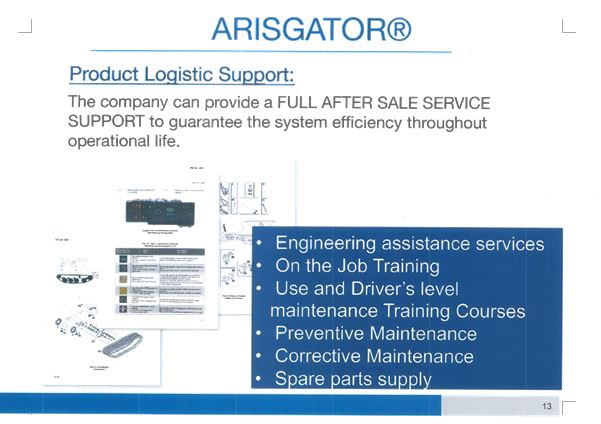 ARISGATOR®
Product Logistic Support:
The company can provide a FULL AFTER SALE SERVICE
SUPPORT to guarantee the system efficiency throughout
operational life.
• Engineering assistance services
• On the Job Training
• Use and Driver's level
maintenance Training Courses
• Preventive Maintenance
• Corrective Maintenance
• Spare parts supply
13